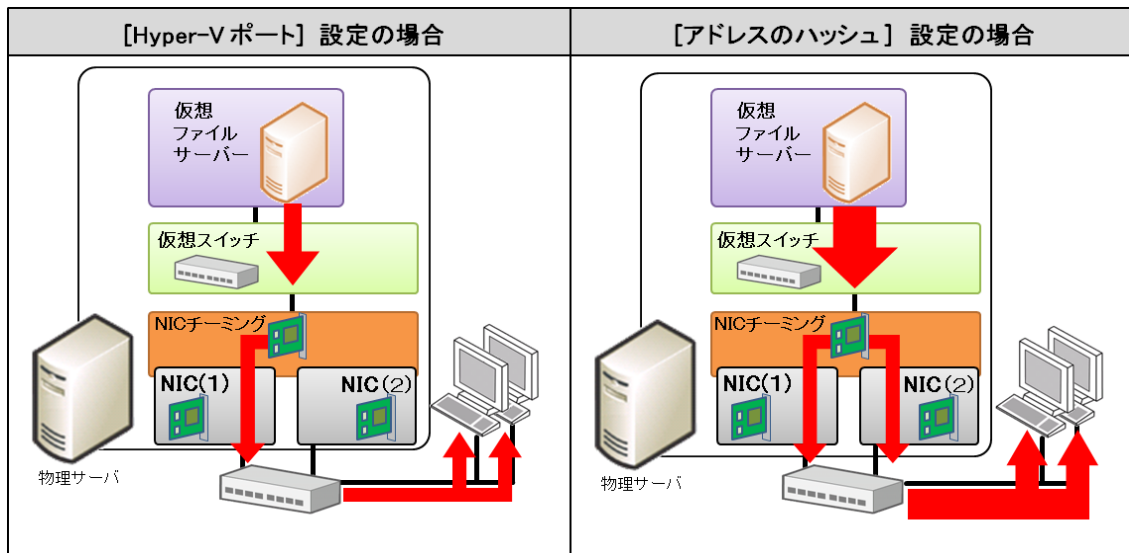 [Hyper-V ポート] 設定の場合
[アドレスのハッシュ] 設定の場合
仮想
ファイル
サーバー
仮想スイッチ
NICチーミング
NIC(1)
NIC(2)
物理サーバ
仮想
ファイル
サーバー
仮想スイッチ
NICチーミング
NIC(1)
NIC(2)
物理サーバ